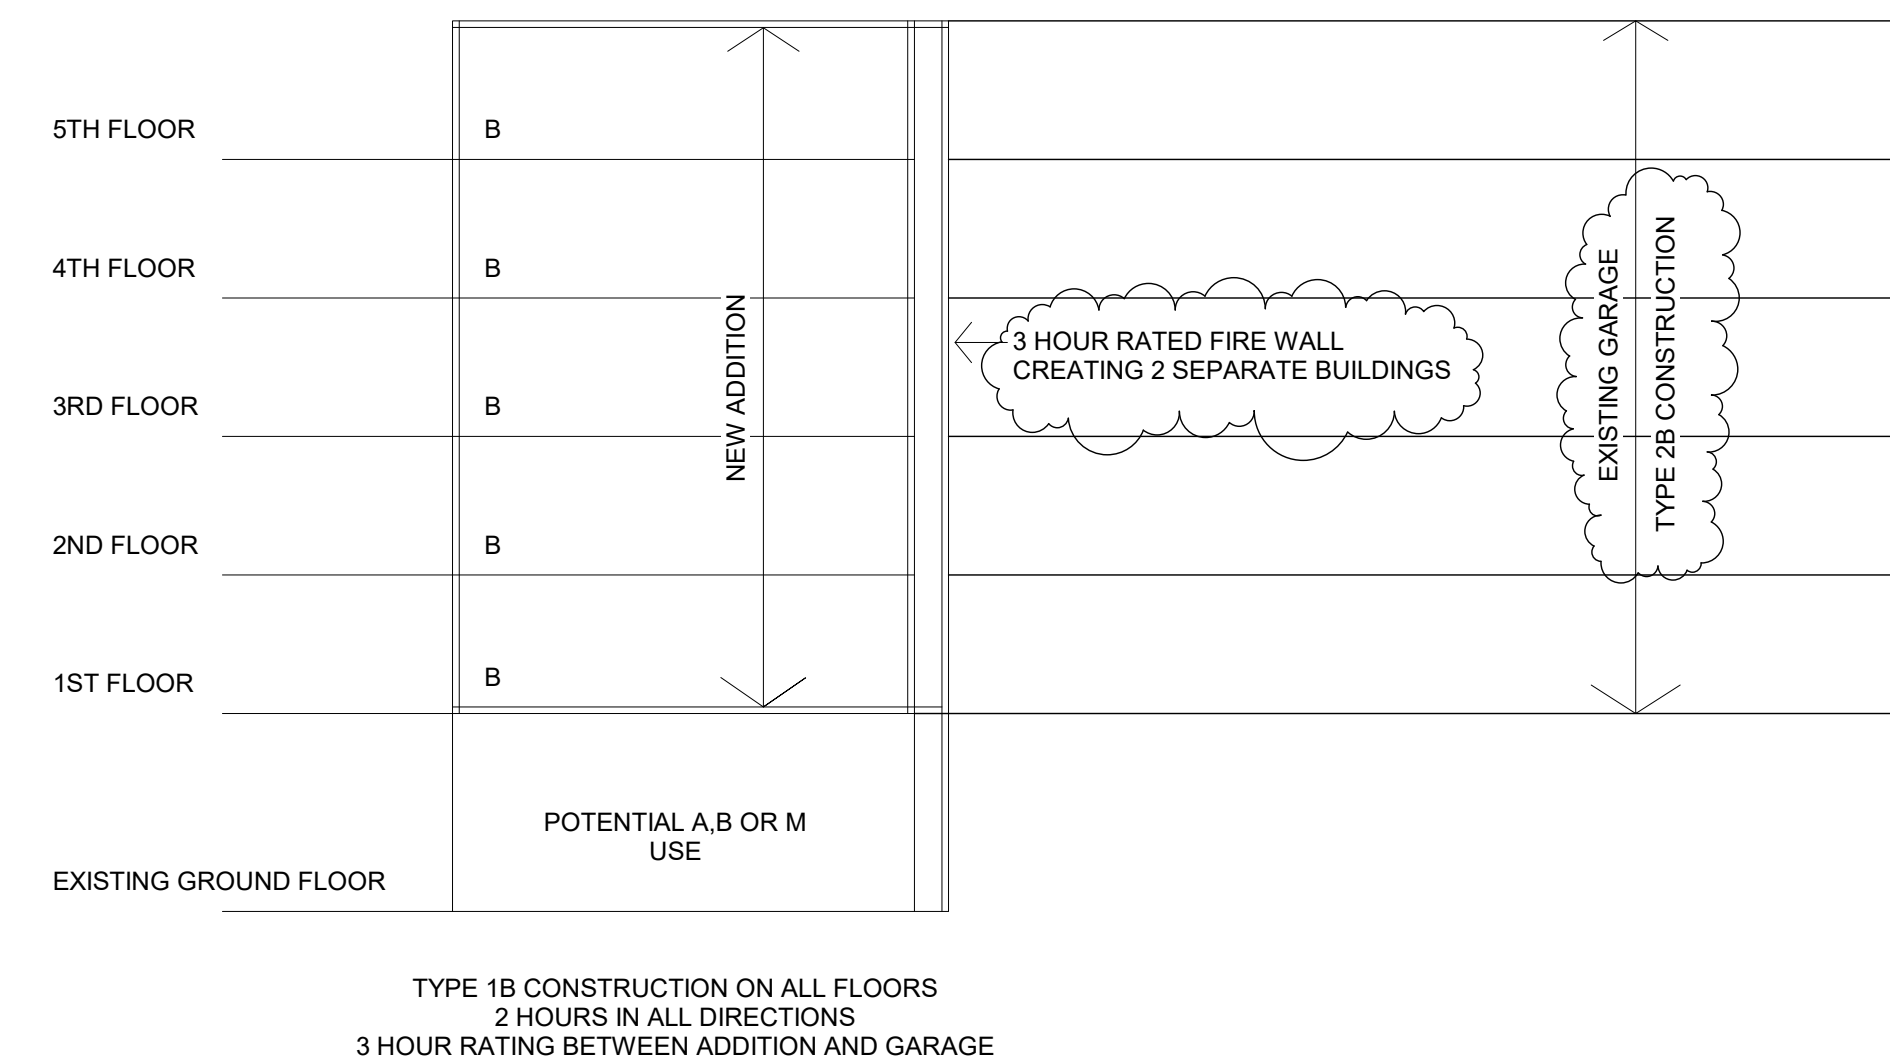 5TH FLOOR
B
4TH FLOOR
B
NEW ADDITION
3 HOUR RATED FIRE WALL
CREATING 2 SEPARATE BUILDINGS
EXISTING GARAGE
TYPE 2B CONSTRUCTION
3RD FLOOR
B
2ND FLOOR
B
1ST FLOOR
B
POTENTIAL A,B OR M
USE
EXISTING GROUND FLOOR
TYPE 1B CONSTRUCTION ON ALL FLOORS
2 HOURS IN ALL DIRECTIONS
3 HOUR RATING BETWEEN ADDITION AND GARAGE